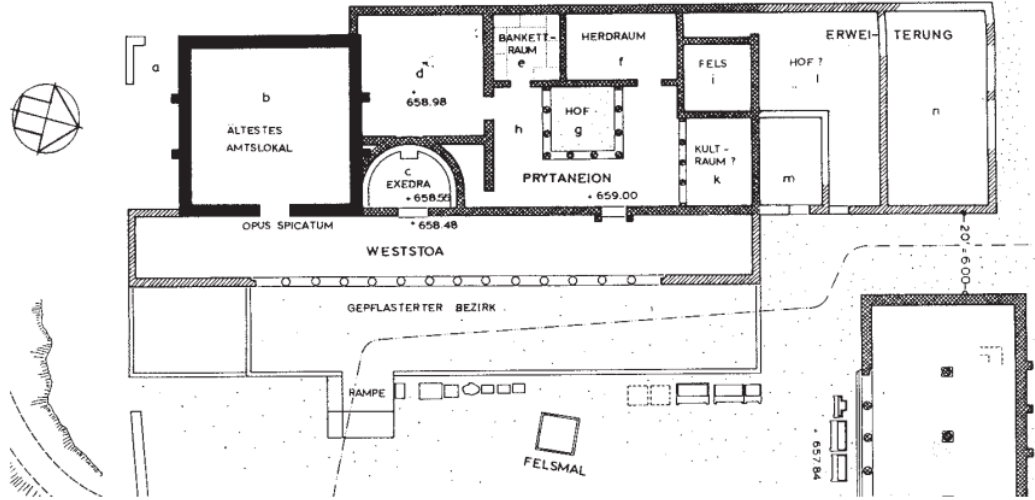 ERWEI- TERUNG
BANKETT-
RAUM
e
HERDRAUM
f
HOF ?
l
a
d
658.98
FELS
i
b
ÄLTESTES
AMTSLOKAL
h
HOF
g
n
KULT-
RAUM ?
k
c
EXEDRA
658.55
PRYTANEION
659.00
m
OPUS SPICATUM
658.48
WESTSTOA
20' = 6.00
GEPFLASTERTER BEZIRK
RAMPE
FELSMAL
657.84